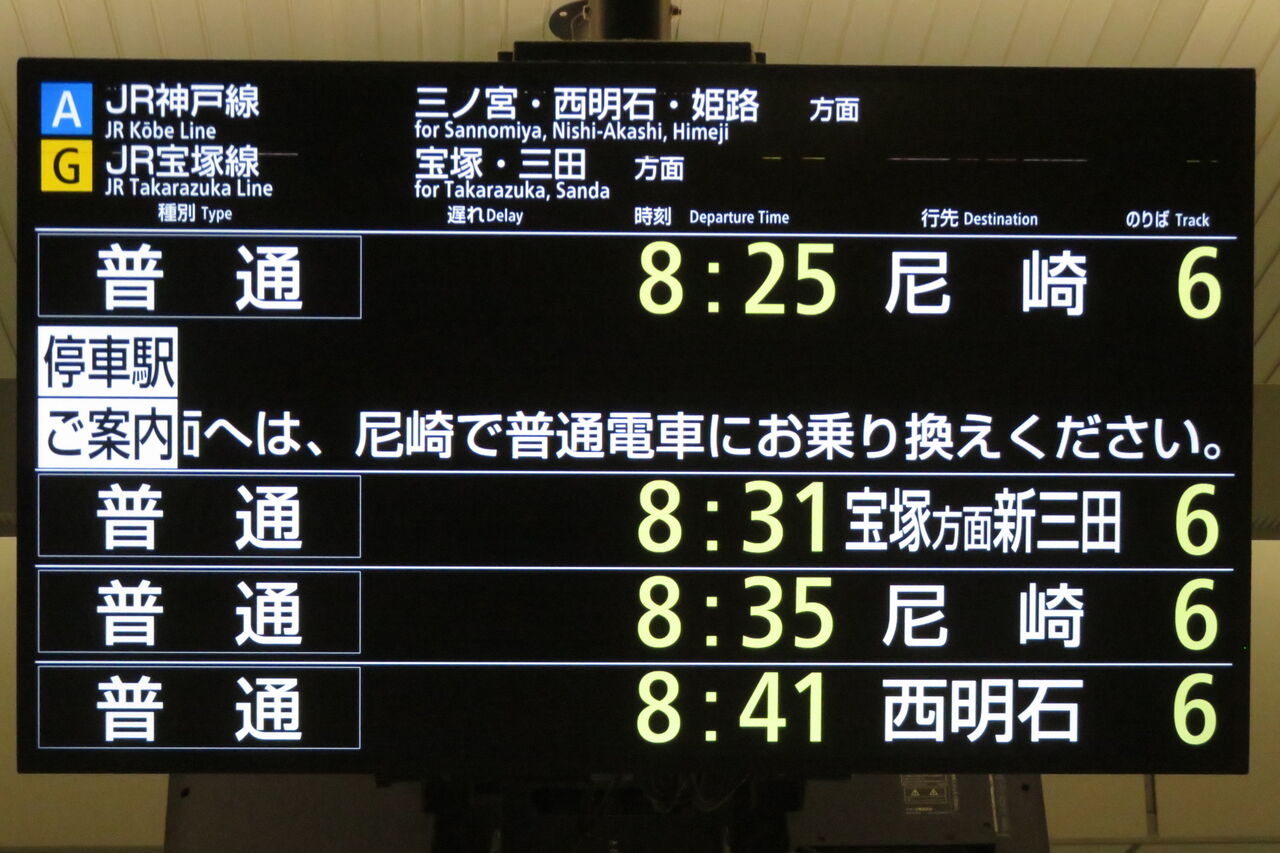 A JR神戸線 三ノ宮・西明石・姫路 方面
JR Kōbe Line for Sannomiya, Nishi-Akashi, Himeji
G JR宝塚線 宝塚・三田 方面
JR Takarazuka Line for Takarazuka, Sanda
種別 Type 遅れ Delay 時刻 Departure Time 行先 Destination のりば Track
普通 8:25 尼崎 6
停車駅
ご案内 へは、尼崎で普通電車にお乗り換えください。
普通 8:31 宝塚方面新三田 6
普通 8:35 尼崎 6
普通 8:41 西明石 6